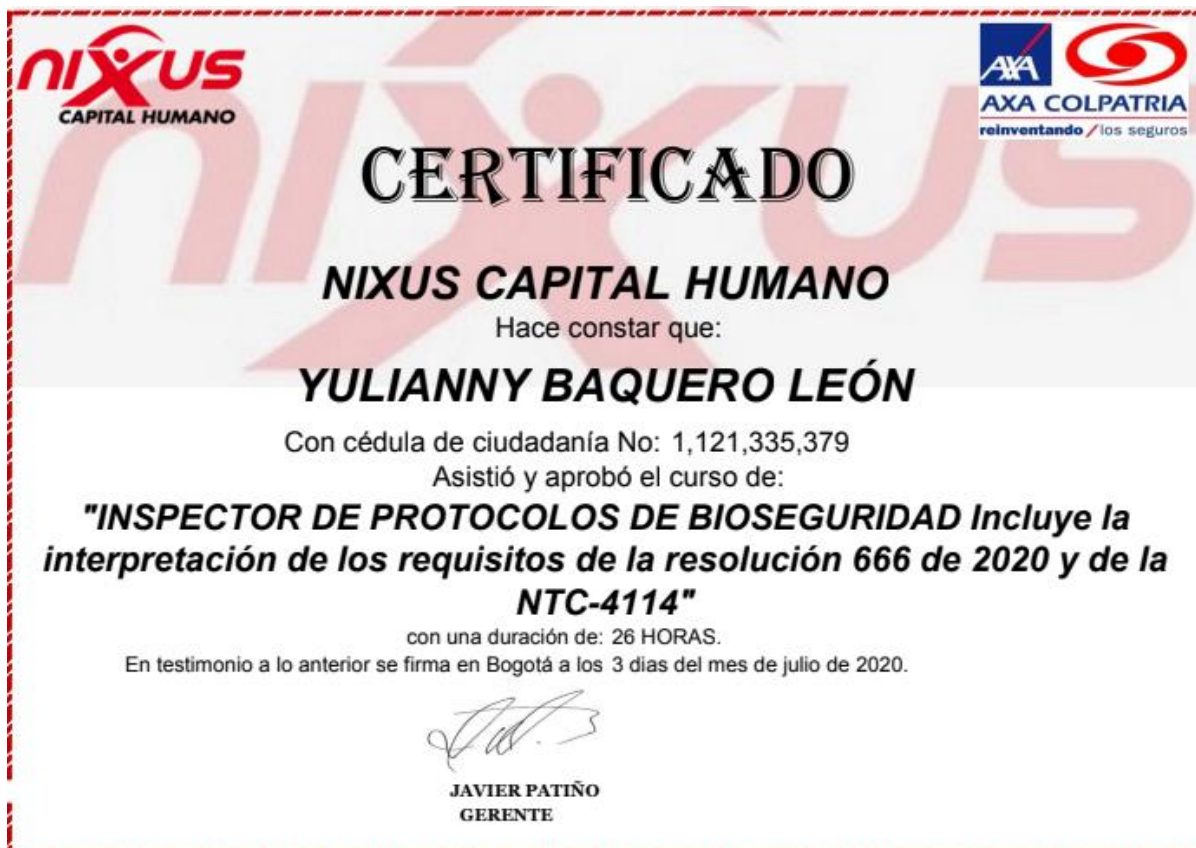 nixus
CAPITAL HUMANO
AXA
AXA COLPATRIA
reinventando / los seguros
nixus
CERTIFICADO
NIXUS CAPITAL HUMANO
Hace constar que:
YULIANNY BAQUERO LEÓN
Con cédula de ciudadanía No: 1,121,335,379
Asistió y aprobó el curso de:
"INSPECTOR DE PROTOCOLOS DE BIOSEGURIDAD Incluye la
interpretación de los requisitos de la resolución 666 de 2020 y de la
NTC-4114"
con una duración de: 26 HORAS.
En testimonio a lo anterior se firma en Bogotá a los 3 dias del mes de julio de 2020.
JAVIER PATIÑO
GERENTE